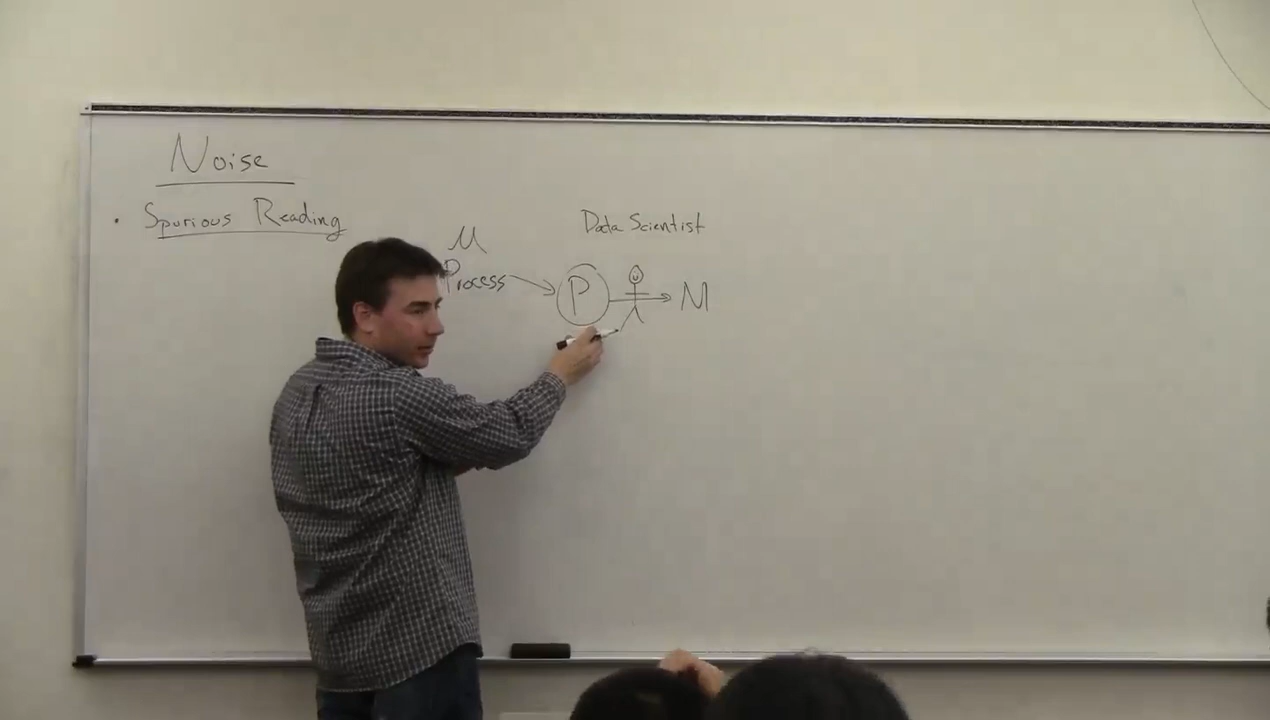 Noise
· Spurious Reading
Data Scientist
M
Process
P
M